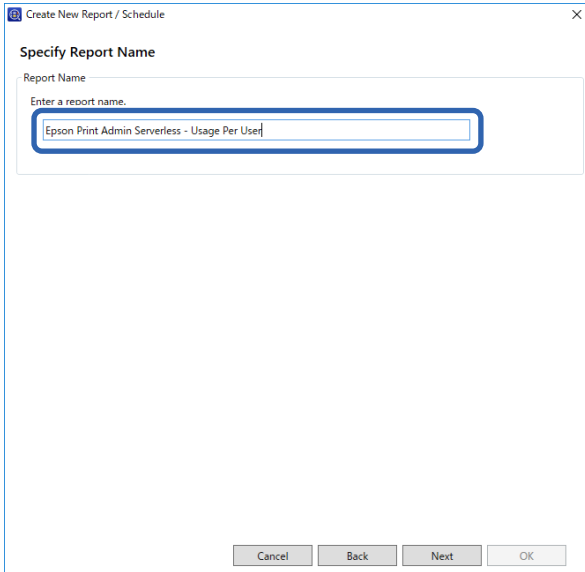 Create New Report / Schedule
Specify Report Name
Report Name
Enter a report name.
Epson Print Admin Serverless - Usage Per User
Cancel Back Next OK